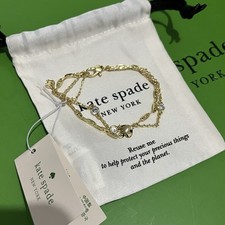 kate spade
NEW YORK
kate spade
NEW YORK
Reuse me
to help protect your precious things
and the planet.
kate spade
NEW YORK